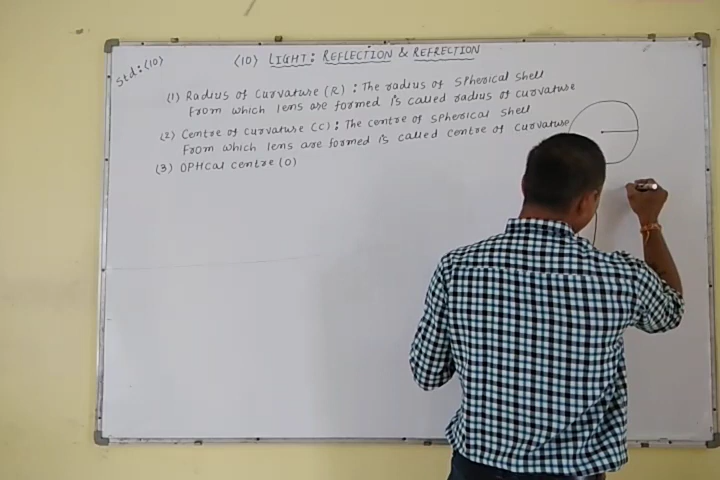 Std:(10)
(10) LIGHT: REFLECTION & REFRECTION
(1) Radius of curvature (R) : The radius of spherical shell
from which lens are formed is called radius of curvature
(2) Centre of curvature (C) : The centre of spherical shell
From which lens are formed is called centre of curvature
(3) OPHCal centre (O)